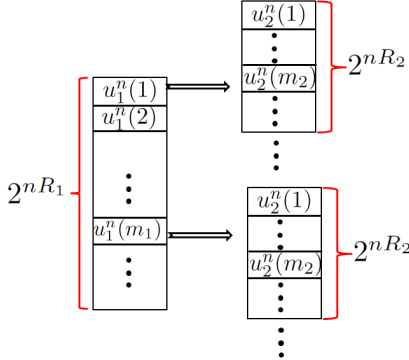 u_2^n(1)
u_2^n(m_2)
2^{nR_2}
u_1^n(1)
u_1^n(2)
2^{nR_1}
u_1^n(m_1)
u_2^n(1)
u_2^n(m_2)
2^{nR_2}